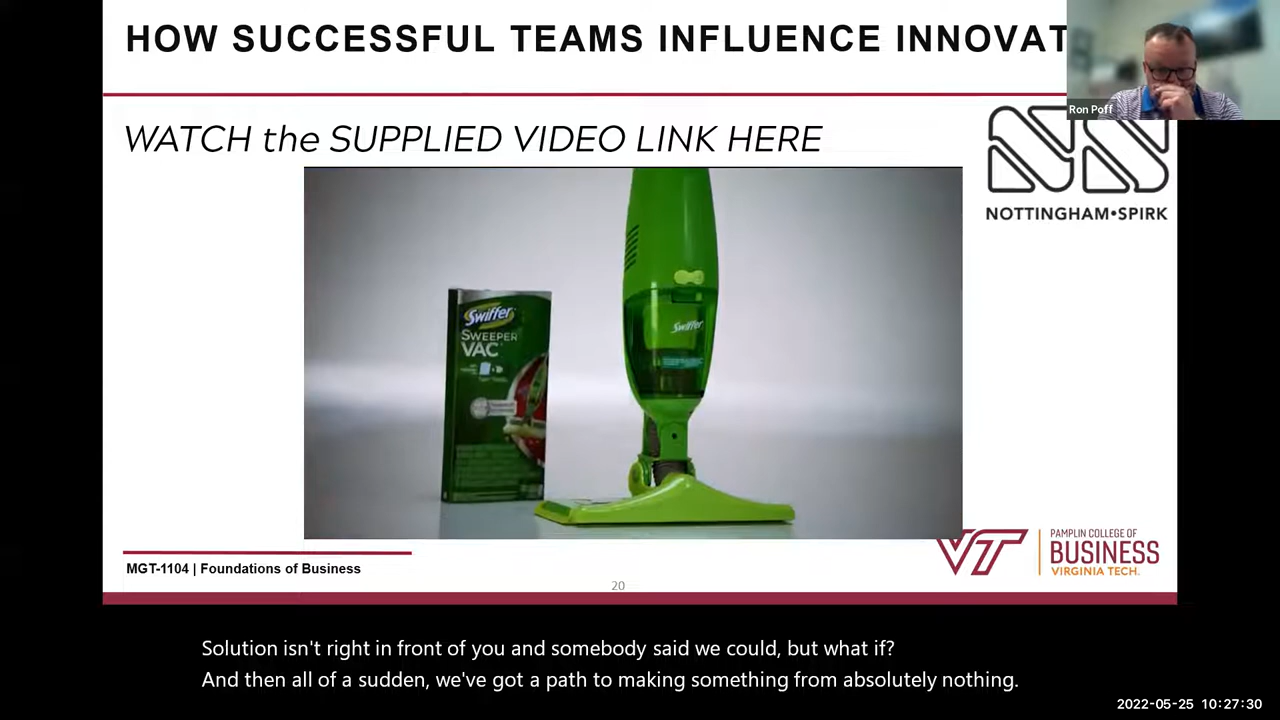 HOW SUCCESSFUL TEAMS INFLUENCE INNOVAT
Ron Poff
WATCH the SUPPLIED VIDEO LINK HERE
NOTTINGHAM•SPIRK
Swiffer
SWEEPER
VAC
Swiffer
VT
PAMPLIN COLLEGE OF
BUSINESS
VIRGINIA TECH.
MGT-1104 | Foundations of Business
20
Solution isn't right in front of you and somebody said we could, but what if?
And then all of a sudden, we've got a path to making something from absolutely nothing.
2022-05-25 10:27:30